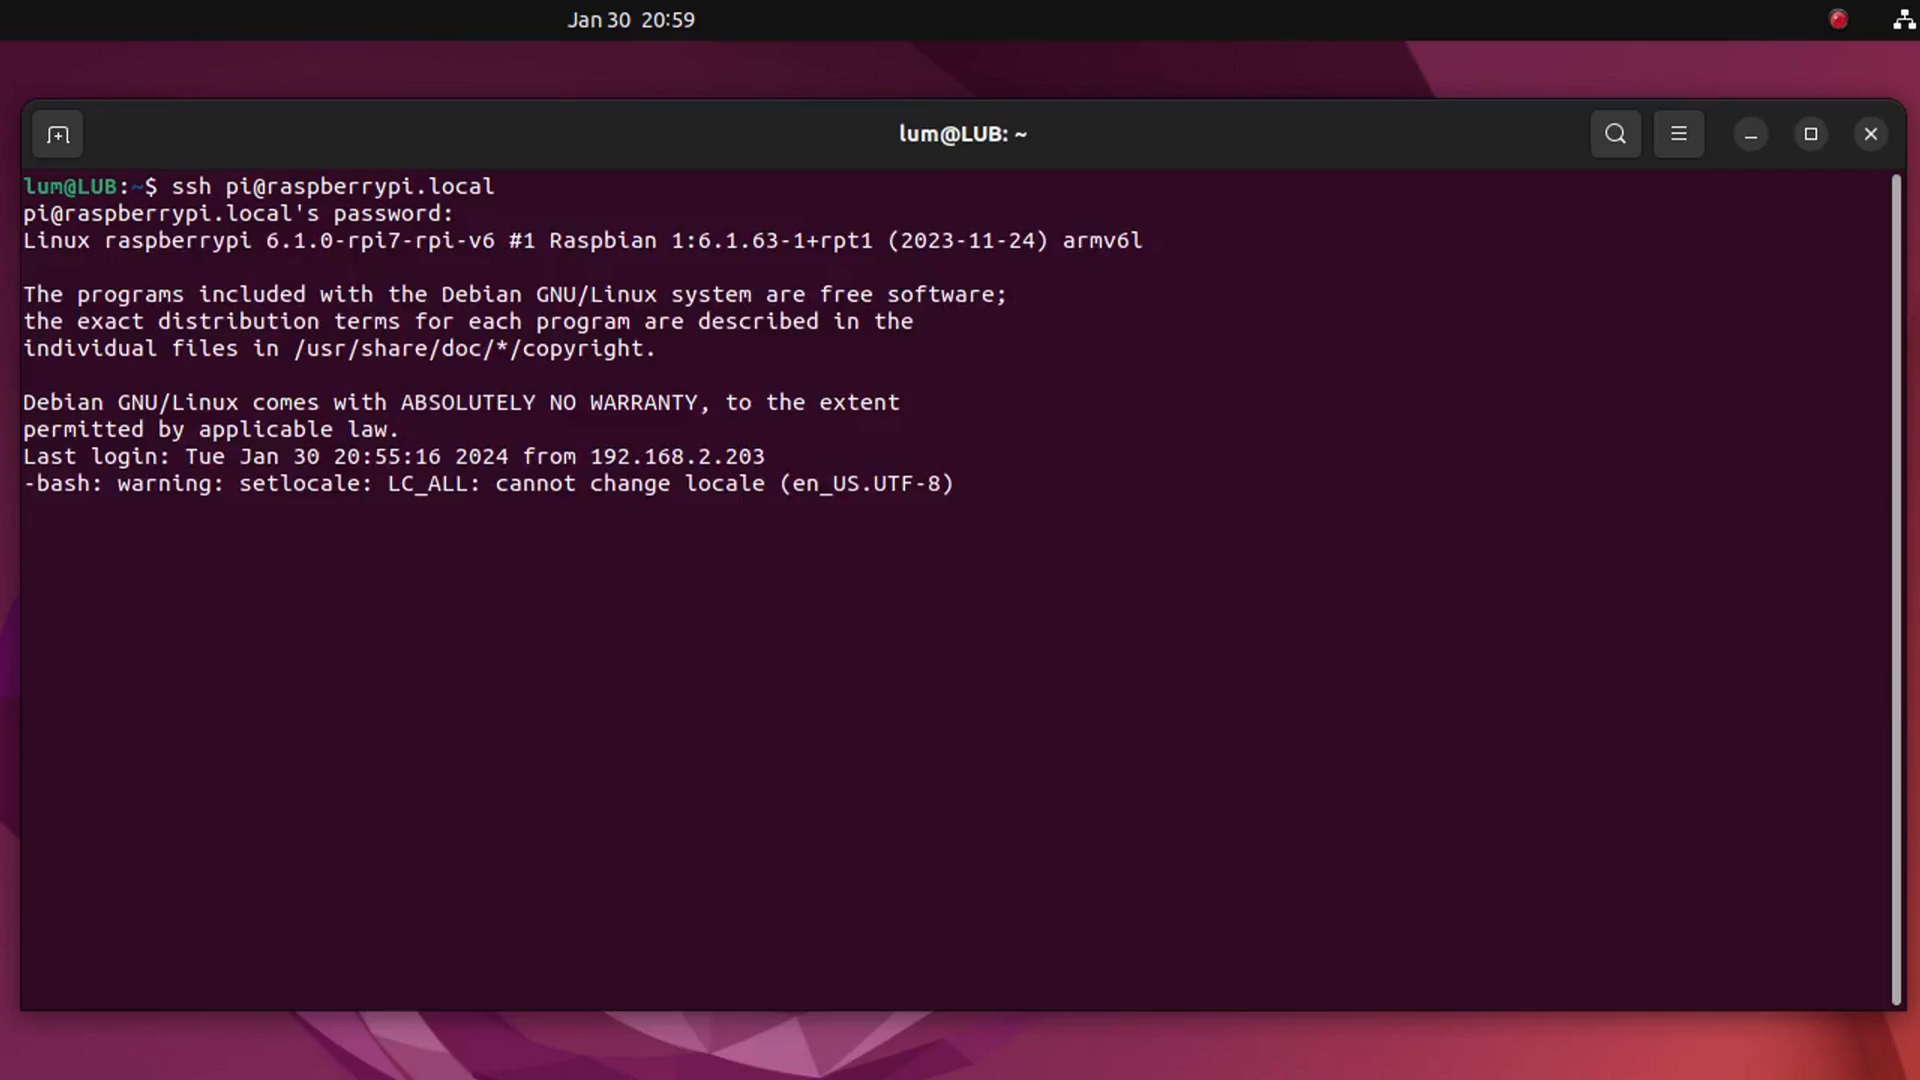 Jan 30 20:59
lum@LUB: ~
lum@LUB:~$ ssh pi@raspberrypi.local
pi@raspberrypi.local's password:
Linux raspberrypi 6.1.0-rpi7-rpi-v6 #1 Raspbian 1:6.1.63-1+rpt1 (2023-11-24) armv6l
The programs included with the Debian GNU/Linux system are free software;
the exact distribution terms for each program are described in the
individual files in /usr/share/doc/*/copyright.
Debian GNU/Linux comes with ABSOLUTELY NO WARRANTY, to the extent
permitted by applicable law.
Last login: Tue Jan 30 20:55:16 2024 from 192.168.2.203
-bash: warning: setlocale: LC_ALL: cannot change locale (en_US.UTF-8)